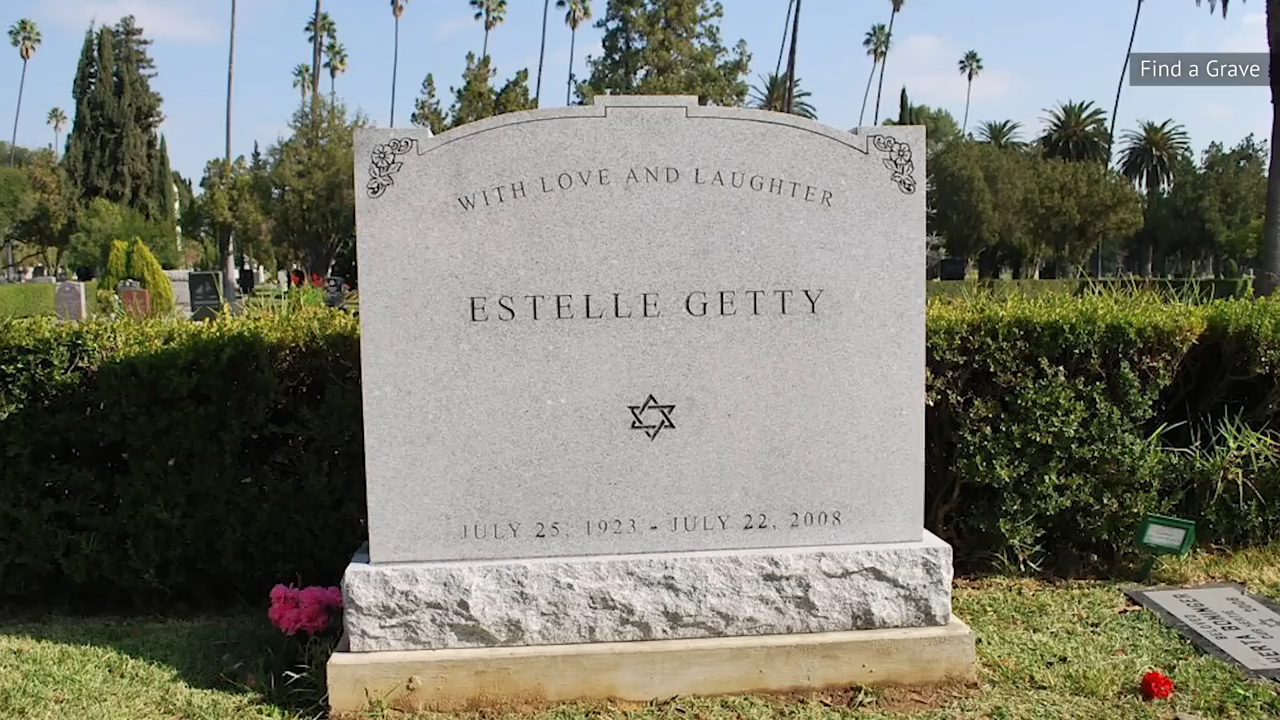 Find a Grave
WITH LOVE AND LAUGHTER
ESTELLE GETTY
JULY 25, 1923 - JULY 22, 2008